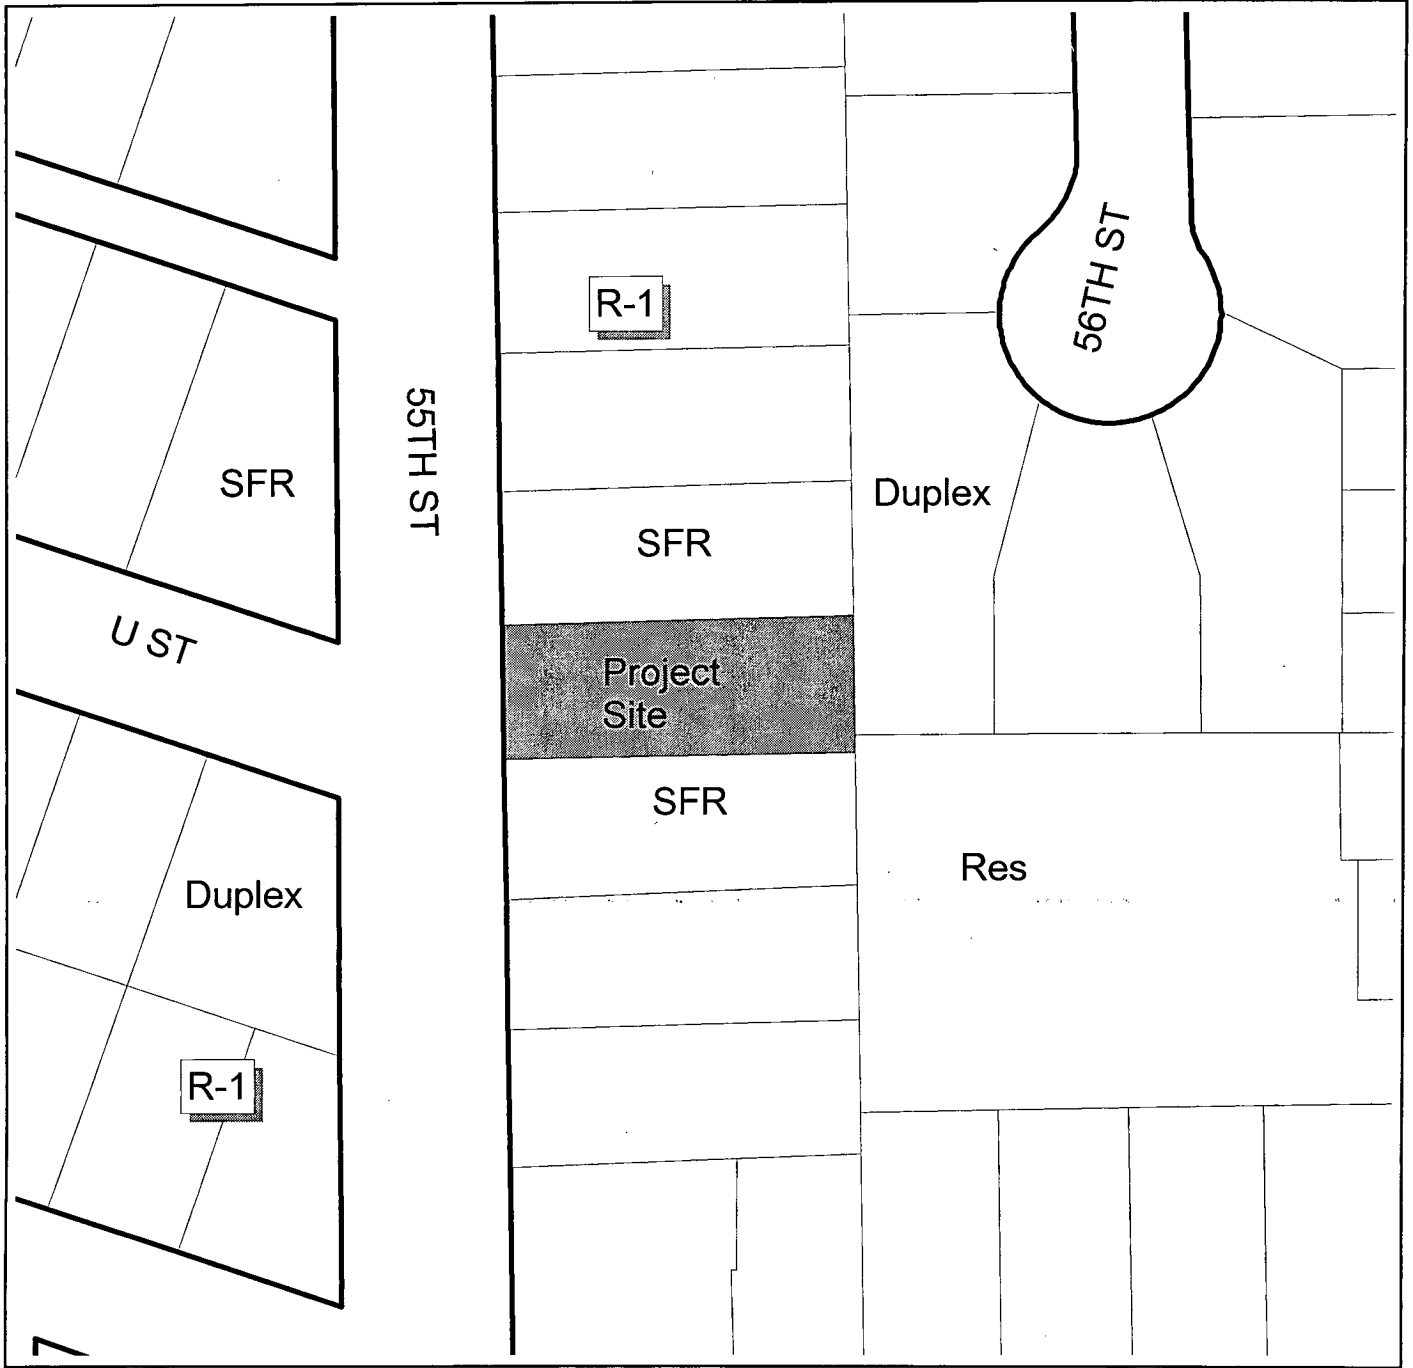 56TH ST
R-1
55TH ST
SFR
Duplex
SFR
U ST
Project
Site
SFR
Res
Duplex
R-1